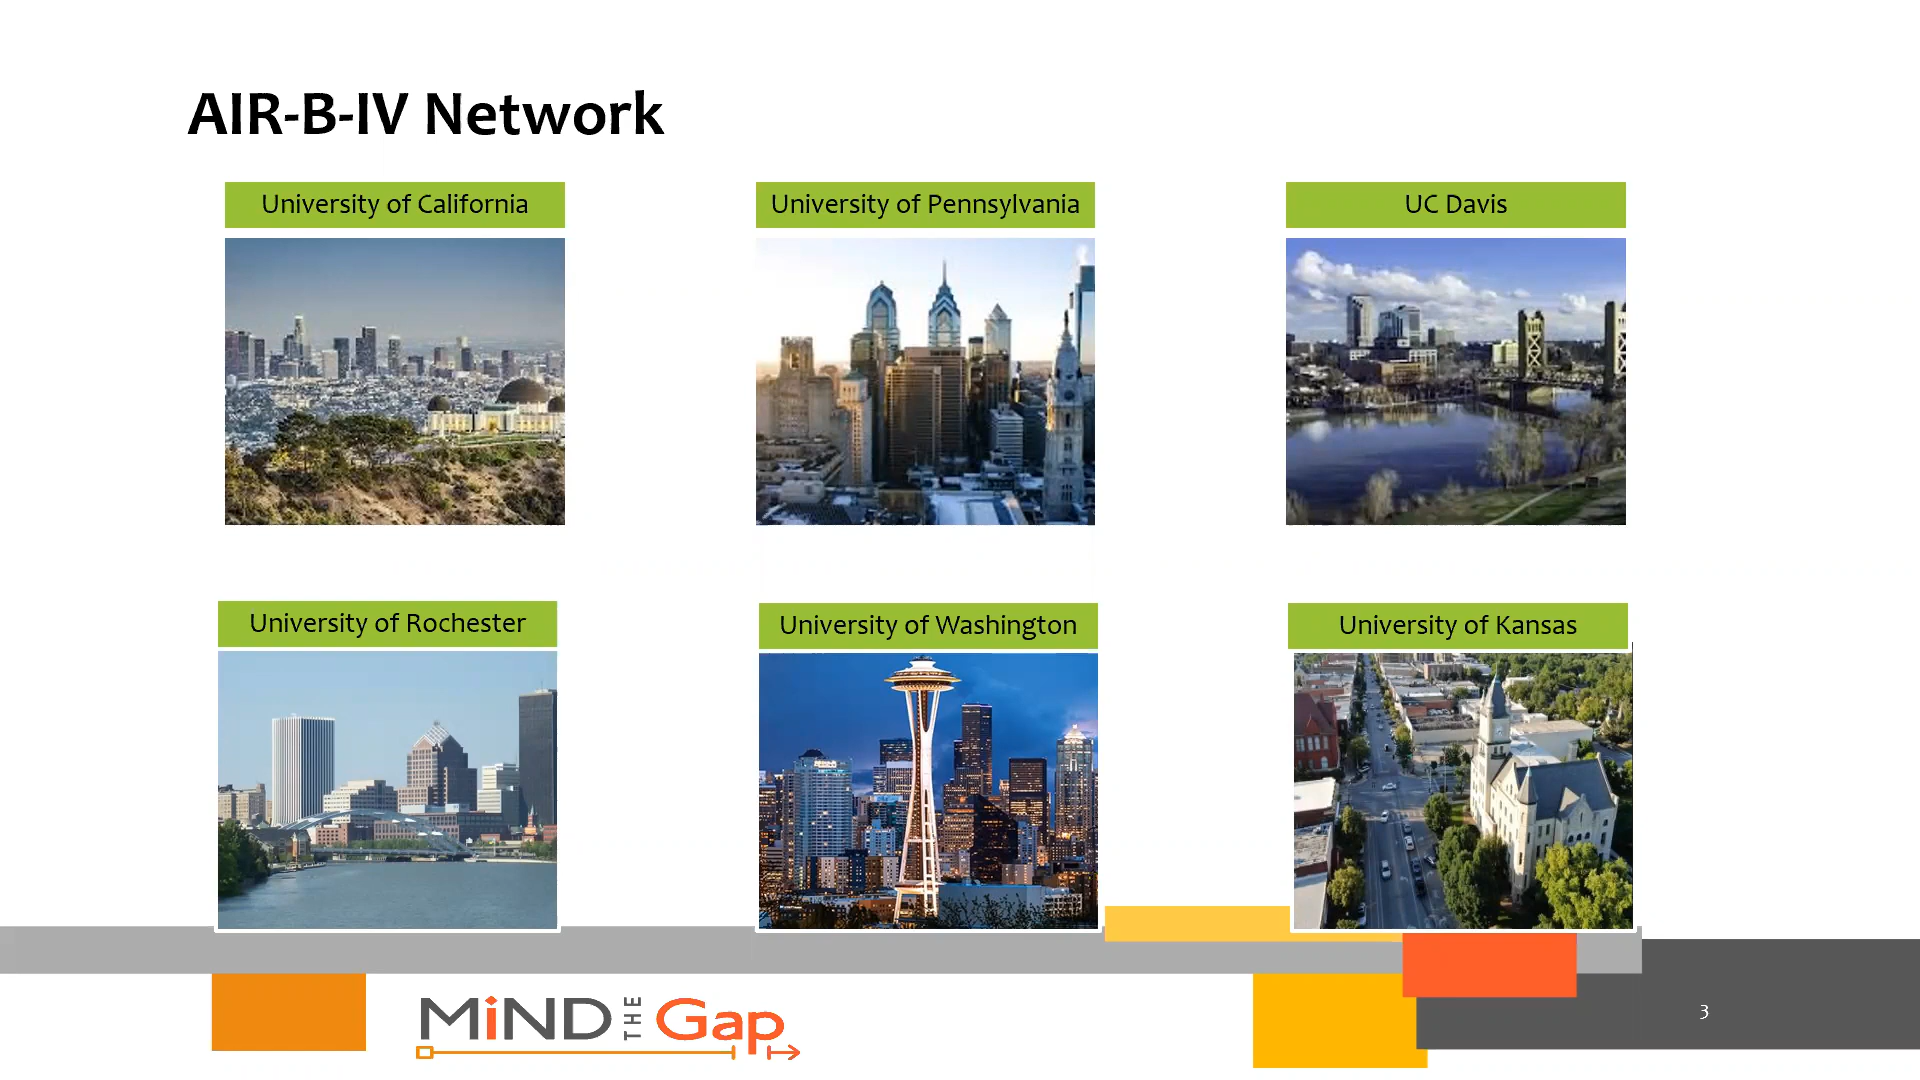 AIR-B-IV Network
University of California
University of Pennsylvania
UC Davis
University of Rochester
University of Washington
University of Kansas
MiND THE Gap
3